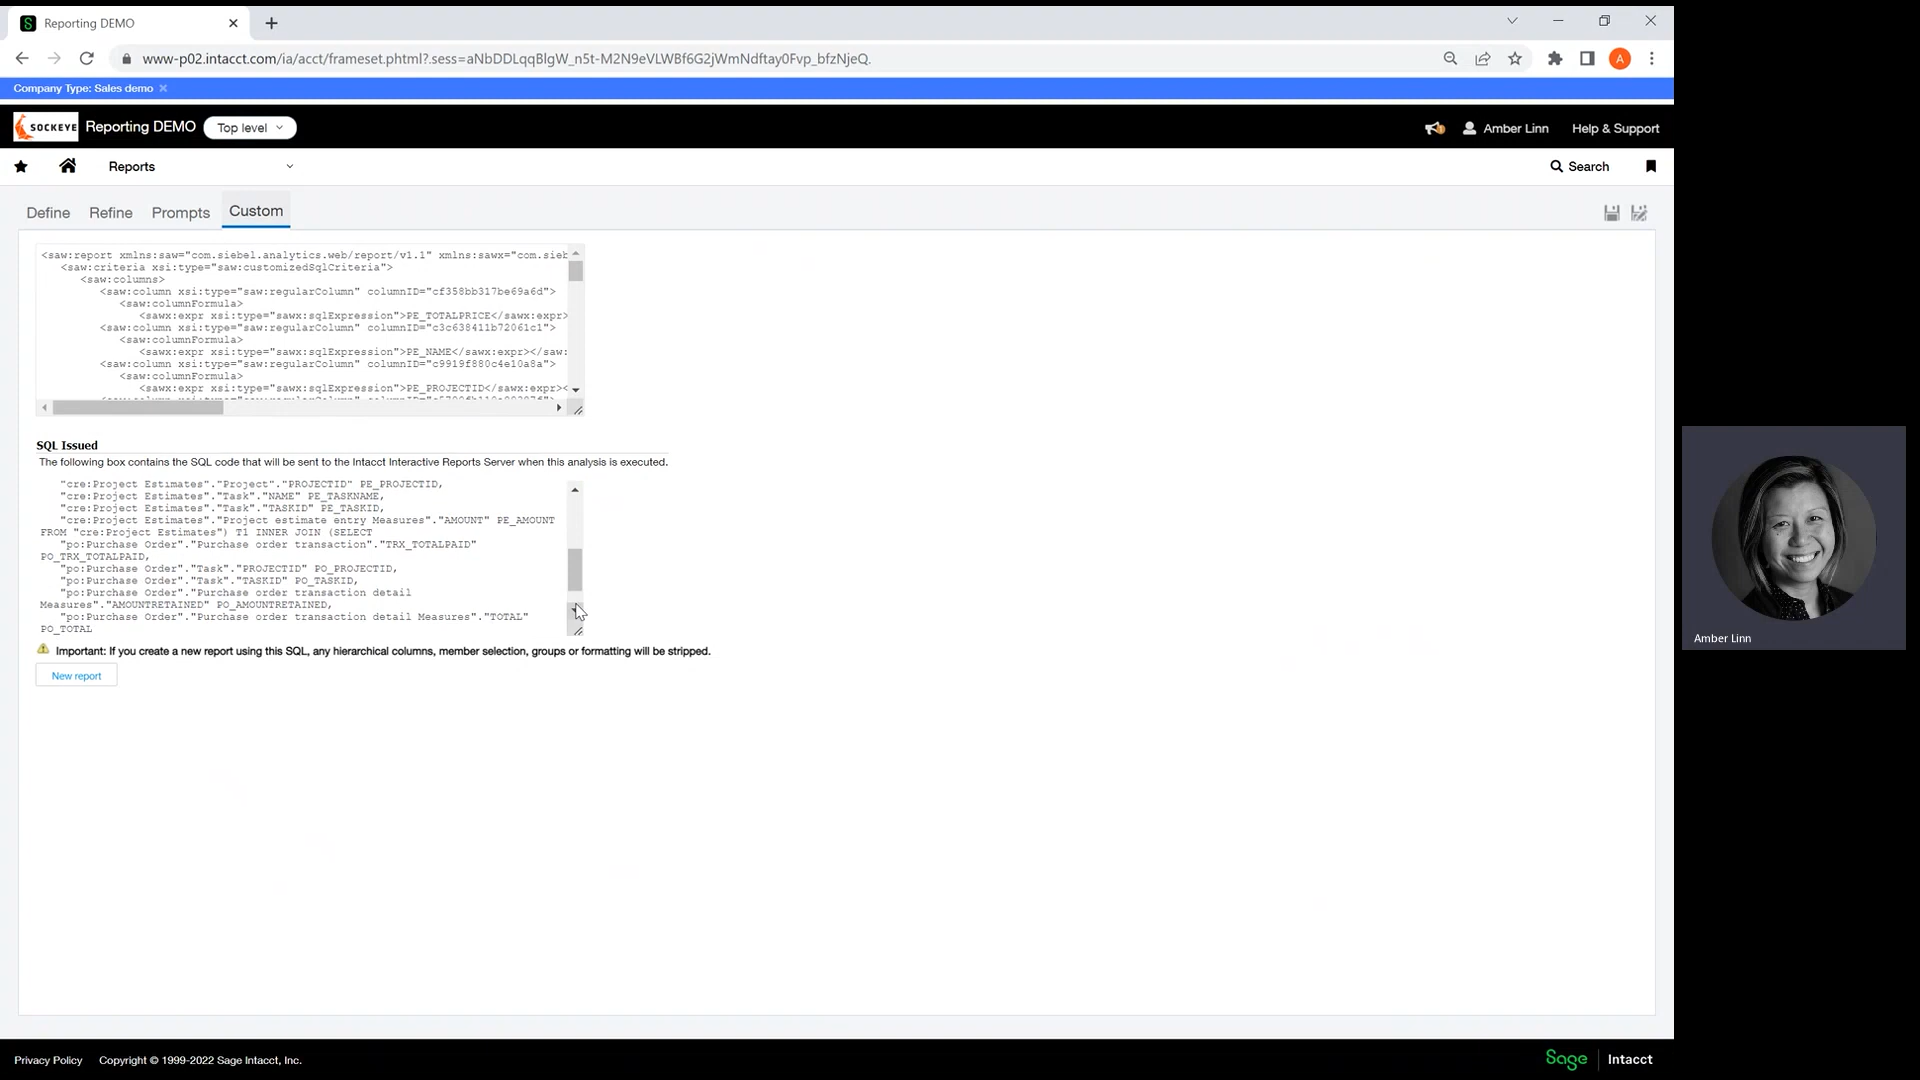 Reporting DEMO
www-p02.intacct.com/ia/acct/frameset.phtml?.sess=aNbDDLqqBlgW_n5t-M2N9eVLWBf6G2jWmNdftay0Fvp_bfzNjeQ.
A
Company Type: Sales demo
SOCKEYE
Reporting DEMO
Top level
Amber Linn
Help & Support
Reports
Search
Define
Refine
Prompts
Custom
<saw:report xmlns:saw="com.siebel.analytics.web/report/v1.1" xmlns:sawx="com.sieb
<saw:criteria xsi:type="saw:customizedSqlCriteria">
<saw:columns>
<saw:column xsi:type="saw:regularColumn" columnID="cf358bb317be69a6d">
<saw:columnFormula>
<sawx:expr xsi:type="sawx:sqlExpression">PE_TOTALPRICE</sawx:expr>
<saw:column xsi:type="saw:regularColumn" columnID="c3c638411b72061c1">
<saw:columnFormula>
<sawx:expr xsi:type="sawx:sqlExpression">PE_NAME</sawx:expr></saw:
<saw:column xsi:type="saw:regularColumn" columnID="c9919f880c4e10a8a">
<saw:columnFormula>
<sawx:expr xsi:type="sawx:sqlExpression">PE_PROJECTID</sawx:expr><
SQL Issued
The following box contains the SQL code that will be sent to the Intacct Interactive Reports Server when this analysis is executed.
"cre:Project Estimates"."Project"."PROJECTID" PE_PROJECTID,
"cre:Project Estimates"."Task"."NAME" PE_TASKNAME,
"cre:Project Estimates"."Task"."TASKID" PE_TASKID,
"cre:Project Estimates"."Project estimate entry Measures"."AMOUNT" PE_AMOUNT
FROM "cre:Project Estimates") T1 INNER JOIN (SELECT
"po:Purchase Order"."Purchase order transaction"."TRX_TOTALPAID"
PO_TRX_TOTALPAID,
"po:Purchase Order"."Task"."PROJECTID" PO_PROJECTID,
"po:Purchase Order"."Task"."TASKID" PO_TASKID,
"po:Purchase Order"."Purchase order transaction detail
Measures"."AMOUNTRETAINED" PO_AMOUNTRETAINED,
"po:Purchase Order"."Purchase order transaction detail Measures"."TOTAL"
PO_TOTAL
Important: If you create a new report using this SQL, any hierarchical columns, member selection, groups or formatting will be stripped.
New report
Amber Linn
Privacy Policy
Copyright © 1999-2022 Sage Intacct, Inc.
Sage
Intacct